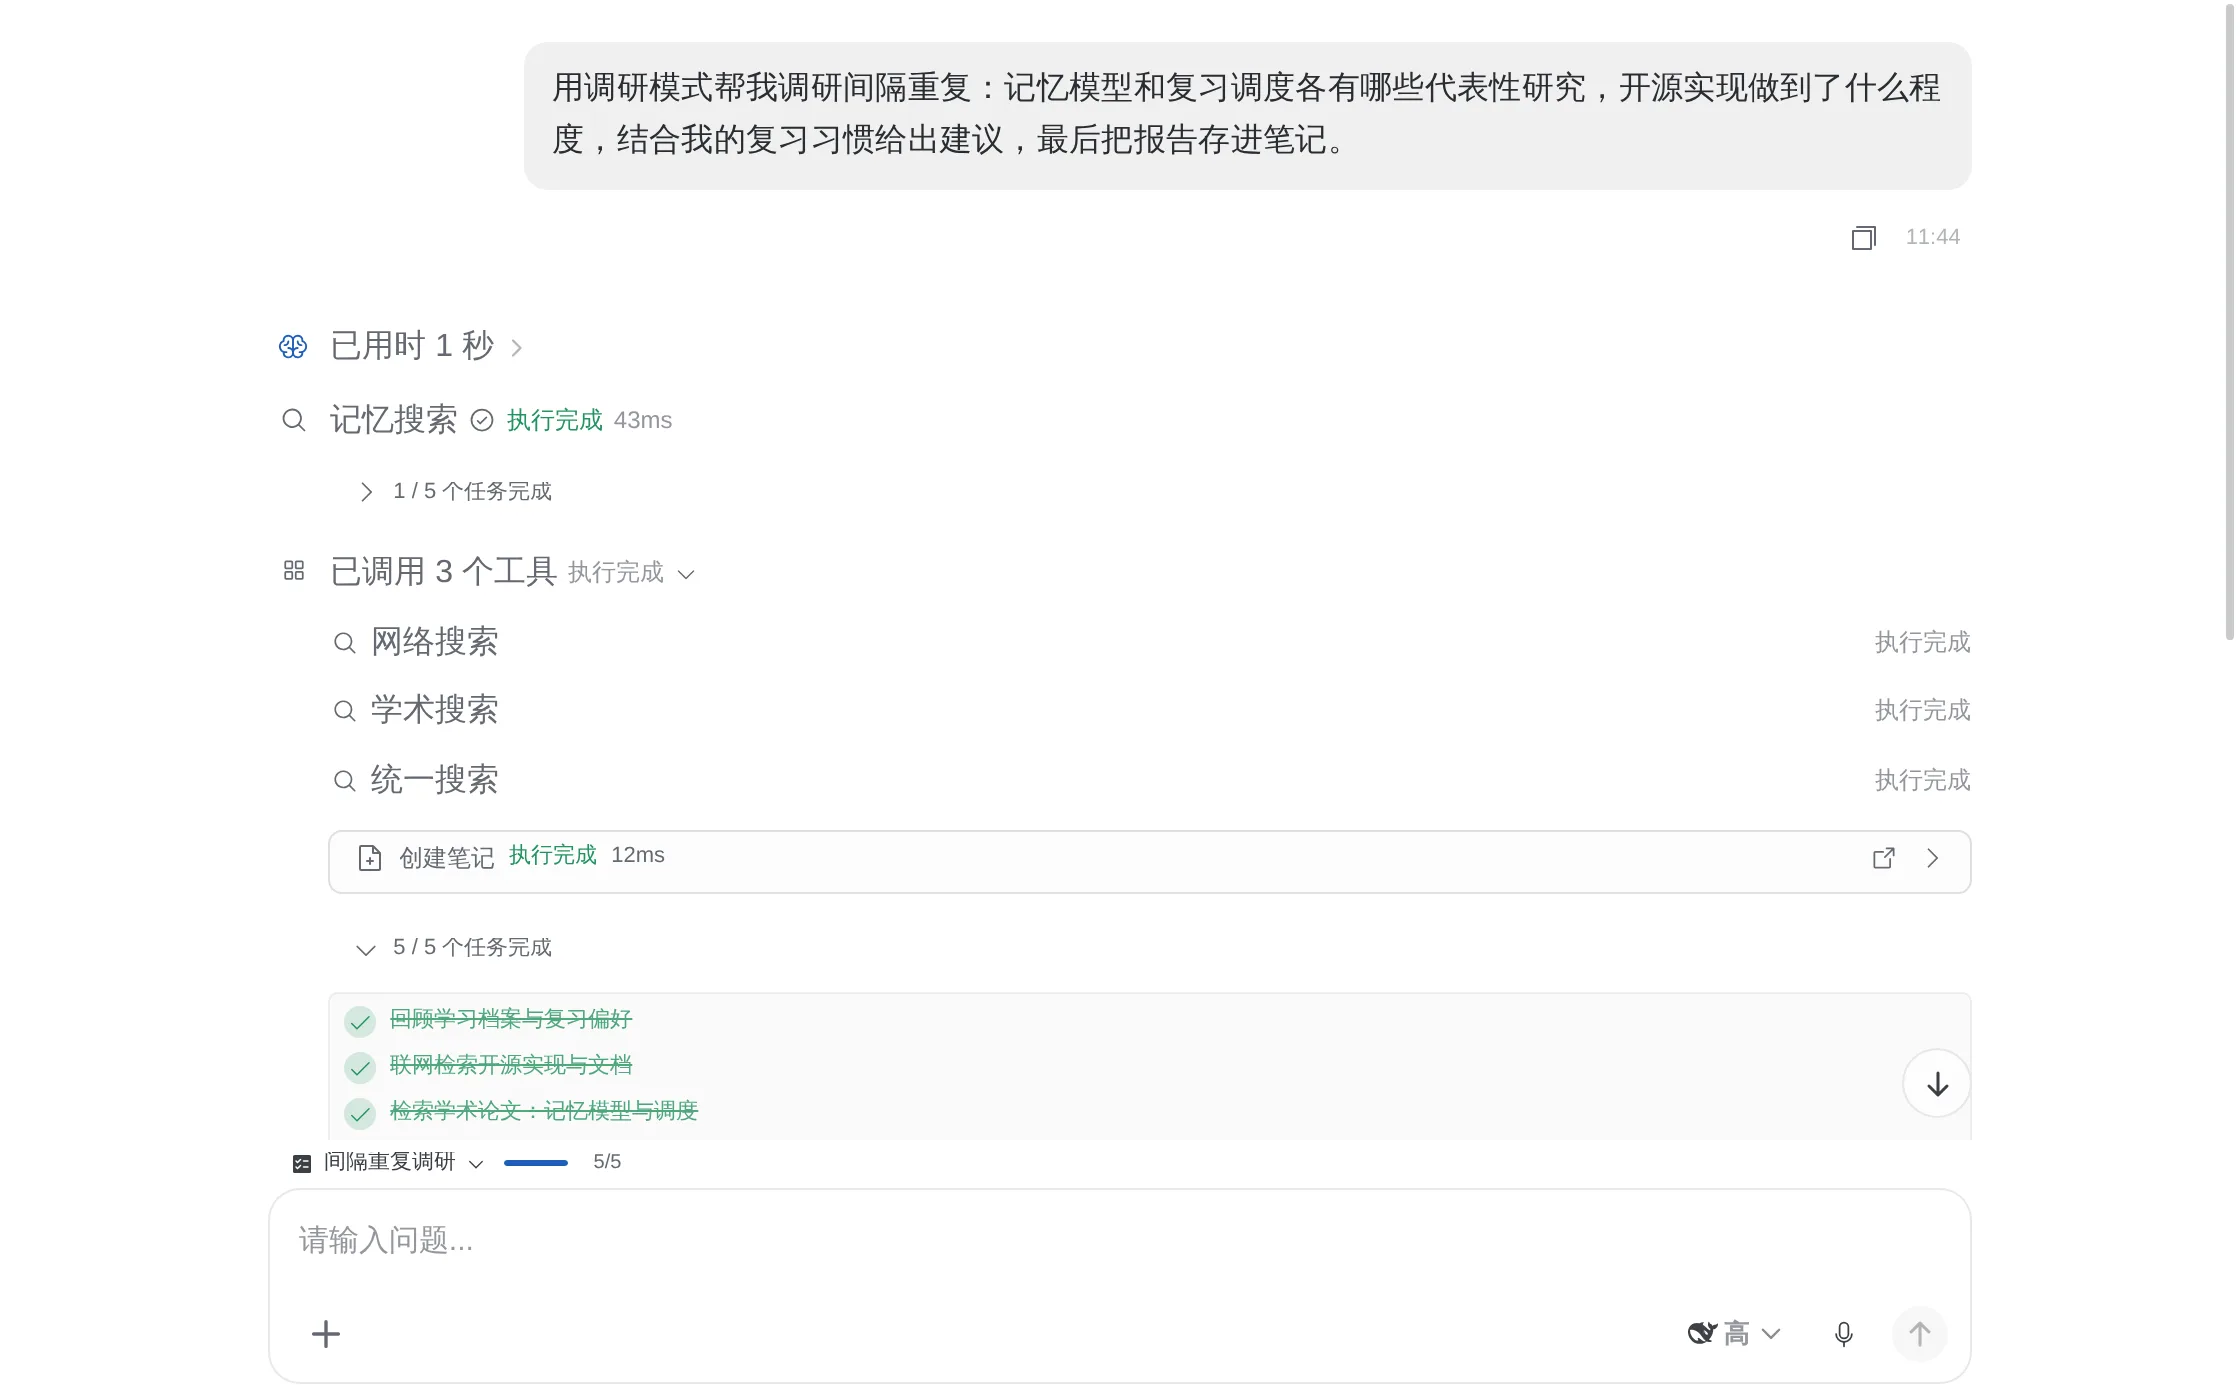 用调研模式帮我调研间隔重复：记忆模型和复习调度各有哪些代表性研究，开源实现做到了什么程
度，结合我的复习习惯给出建议，最后把报告存进笔记。
11:44
已用时 1 秒
记忆搜索 执行完成 43ms
1 / 5 个任务完成
已调用 3 个工具 执行完成
网络搜索 执行完成
学术搜索 执行完成
统一搜索 执行完成
创建笔记 执行完成 12ms
5 / 5 个任务完成
回顾学习档案与复习偏好
联网检索开源实现与文档
检索学术论文：记忆模型与调度
间隔重复调研 5/5
请输入问题...
高